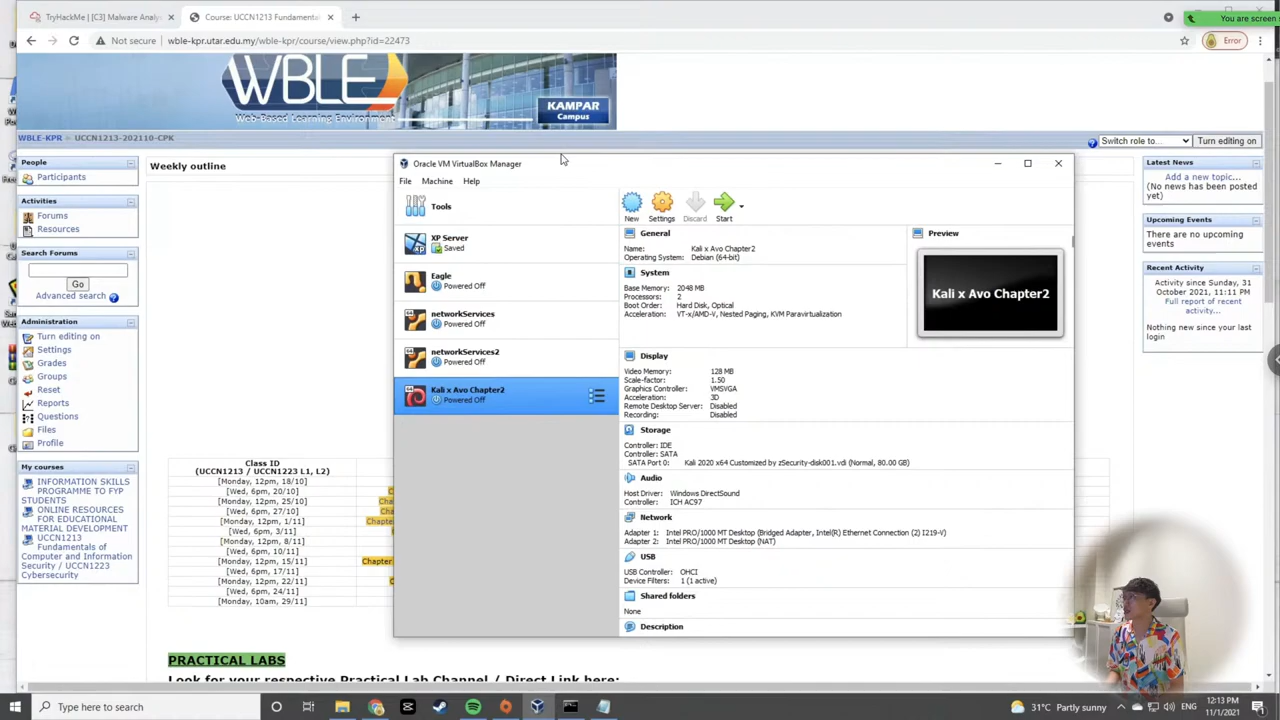 TryHackMe | [C3] Malware Analy
Course: UCCN1213 Fundamental
You are screen
Not secure
wble-kpr.utar.edu.my/wble-kpr/course/view.php?id=22473
Error
WBLE
Web-Based Learning Environment
KAMPAR
Campus
WBLE-KPR » UCCN1213-202110-CPK
Switch role to...
Turn editing on
People
Participants
Activities
Forums
Resources
Search Forums
Go
Advanced search
Administration
Turn editing on
Settings
Grades
Groups
Reset
Reports
Questions
Files
Profile
My courses
INFORMATION SKILLS
PROGRAMME TO FYP
STUDENTS
ONLINE RESOURCES
FOR EDUCATIONAL
MATERIAL DEVELOPMENT
UCCN1213
Fundamentals of
Computer and Information
Security / UCCN1223
Cybersecurity
Weekly outline
Class ID
(UCCN1213 / UCCN1223 L1, L2)
[Monday, 12pm, 18/10]
[Wed, 6pm, 20/10]
[Monday, 12pm, 25/10]
[Wed, 6pm, 27/10]
[Monday, 12pm, 1/11]
[Wed, 6pm, 3/11]
[Monday, 12pm, 8/11]
[Wed, 6pm, 10/11]
[Monday, 12pm, 15/11]
[Wed, 6pm, 17/11]
[Monday, 12pm, 22/11]
[Wed, 6pm, 24/11]
[Monday, 10am, 29/11]
Chapter
PRACTICAL LABS
Look for your respective Practical Lab Channel / Direct Link here:
Oracle VM VirtualBox Manager
File
Machine
Help
Tools
XP Server
Saved
Eagle
Powered Off
networkServices
Powered Off
networkServices2
Powered Off
Kali x Avo Chapter2
Powered Off
New
Settings
Discard
Start
General
Name: Kali x Avo Chapter2
Operating System: Debian (64-bit)
System
Base Memory: 2048 MB
Processors: 2
Boot Order: Hard Disk, Optical
Acceleration: VT-x/AMD-V, Nested Paging, KVM Paravirtualization
Preview
Kali x Avo Chapter2
Display
Video Memory: 128 MB
Scale-factor: 1.50
Graphics Controller: VMSVGA
Acceleration: 3D
Remote Desktop Server: Disabled
Recording: Disabled
Storage
Controller: IDE
Controller: SATA
SATA Port 0: Kali 2020 x64 Customized by zSecurity-disk001.vdi (Normal, 80.00 GB)
Audio
Host Driver: Windows DirectSound
Controller: ICH AC97
Network
Adapter 1: Intel PRO/1000 MT Desktop (Bridged Adapter, Intel(R) Ethernet Connection (2) I219-V)
Adapter 2: Intel PRO/1000 MT Desktop (NAT)
USB
USB Controller: OHCI
Device Filters: 1 (1 active)
Shared folders
None
Description
Latest News
Add a new topic...
(No news has been posted
yet)
Upcoming Events
There are no upcoming
events
Recent Activity
Activity since Sunday, 31
October 2021, 11:11 PM
Full report of recent
activity...
Nothing new since your last
login
Type here to search
31°C Partly sunny
12:13 PM
11/1/2021